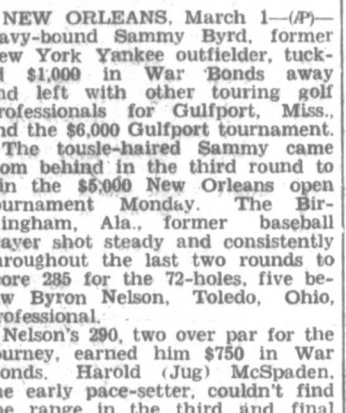 NEW ORLEANS, March 1—(AP)—
avy-bound Sammy Byrd, former
ew York Yankee outfielder, tuck-
d $1,000 in War Bonds away
nd left with other touring golf
rofessionals for Gulfport, Miss.,
nd the $6,000 Gulfport tournament.
The tousle-haired Sammy came
om behind in the third round to
in the $5,000 New Orleans open
ournament Monday. The Bir-
ingham, Ala., former baseball
ayer shot steady and consistently
hroughout the last two rounds to
ore 285 for the 72-holes, five be-
w Byron Nelson, Toledo, Ohio,
rofessional.
Nelson's 290, two over par for the
ourney, earned him $750 in War
onds. Harold (Jug) McSpaden,
he early pace-setter, couldn't find
he range in the third and final